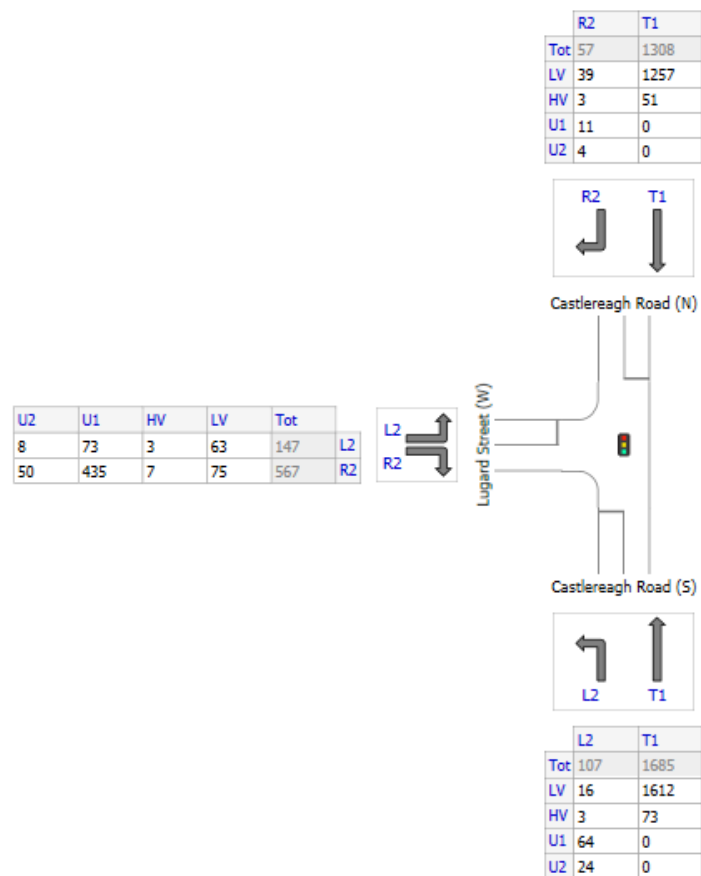 R2 T1
Tot 57 1308
LV 39 1257
HV 3 51
U1 11 0
U2 4 0
R2 T1
Castlereagh Road (N)
U2 U1 HV LV Tot
8 73 3 63 147 L2
50 435 7 75 567 R2
L2
R2
Lugard Street (W)
Castlereagh Road (S)
L2 T1
L2 T1
Tot 107 1685
LV 16 1612
HV 3 73
U1 64 0
U2 24 0